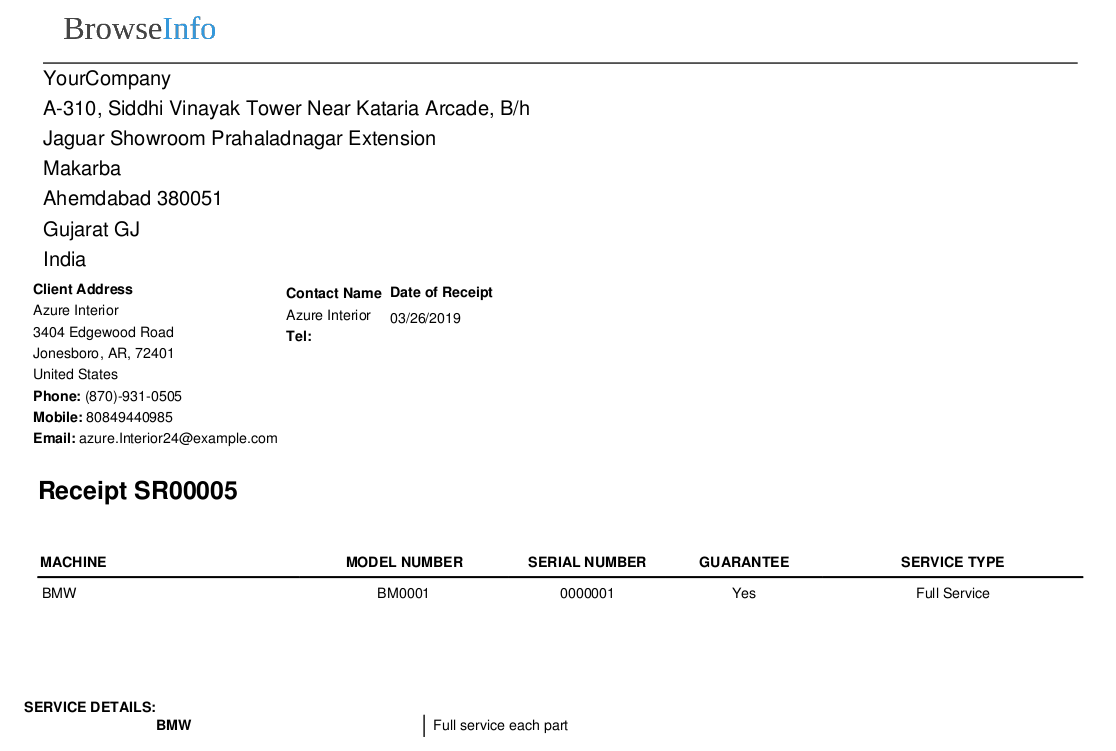 BrowseInfo
YourCompany
A-310, Siddhi Vinayak Tower Near Kataria Arcade, B/h
Jaguar Showroom Prahaladnagar Extension
Makarba
Ahemdabad 380051
Gujarat GJ
India
Client Address
Azure Interior
3404 Edgewood Road
Jonesboro, AR, 72401
United States
Phone: (870)-931-0505
Mobile: 80849440985
Email: azure.Interior24@example.com
Contact Name Date of Receipt
Azure Interior 03/26/2019
Tel:
Receipt SR00005
MACHINE MODEL NUMBER SERIAL NUMBER GUARANTEE SERVICE TYPE
BMW BM0001 0000001 Yes Full Service
SERVICE DETAILS:
BMW Full service each part